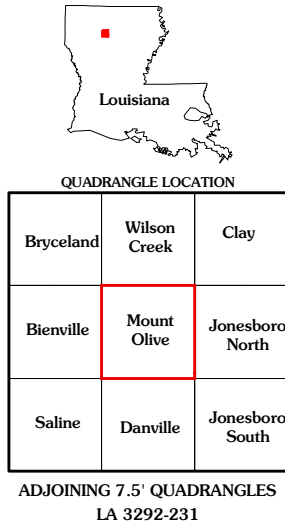 Louisiana
QUADRANGLE LOCATION
Bryceland
Wilson
Creek
Clay
Bienville
Mount
Olive
Jonesboro
North
Saline
Danville
Jonesboro
South
ADJOINING 7.5' QUADRANGLES
LA 3292-231